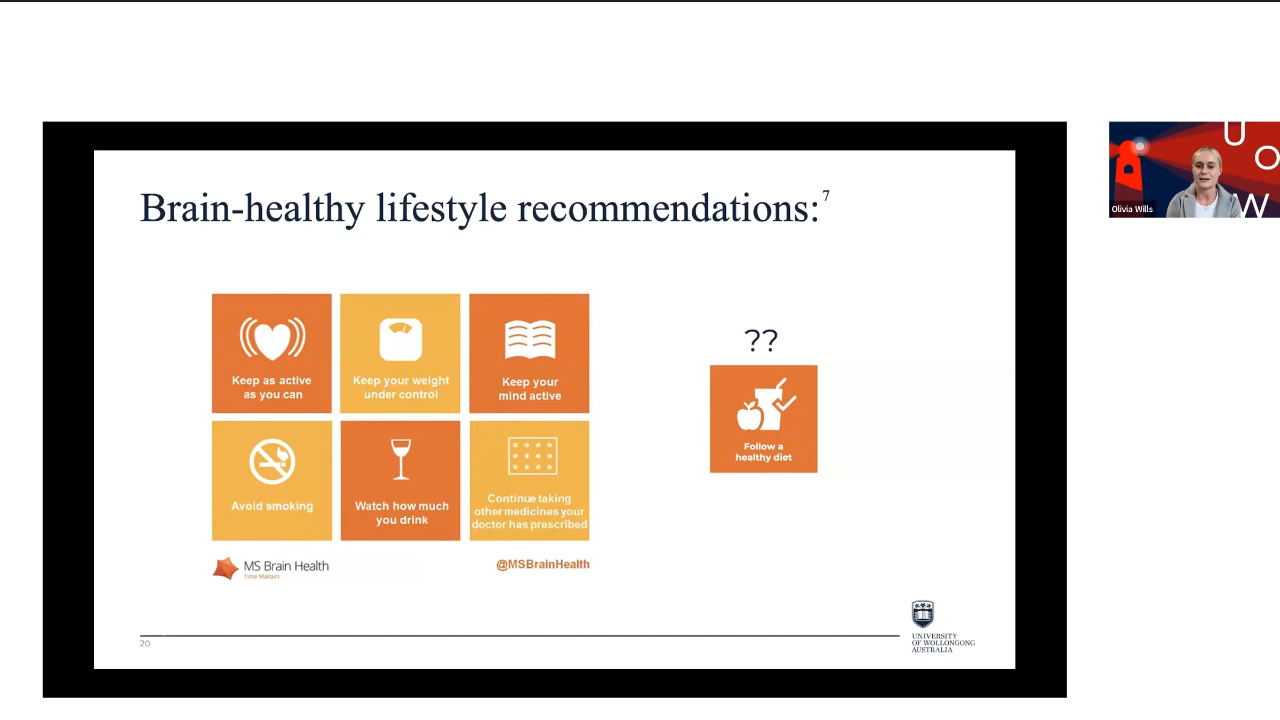 Brain-healthy lifestyle recommendations:7
Keep as active
as you can
Keep your weight
under control
Keep your
mind active
Avoid smoking
Watch how much
you drink
Continue taking
other medicines your
doctor has prescribed
MS Brain Health
Time Matters
@MSBrainHealth
??
Follow a
healthy diet
20
UNIVERSITY
OF WOLLONGONG
AUSTRALIA
U
O
W
Olivia Wills